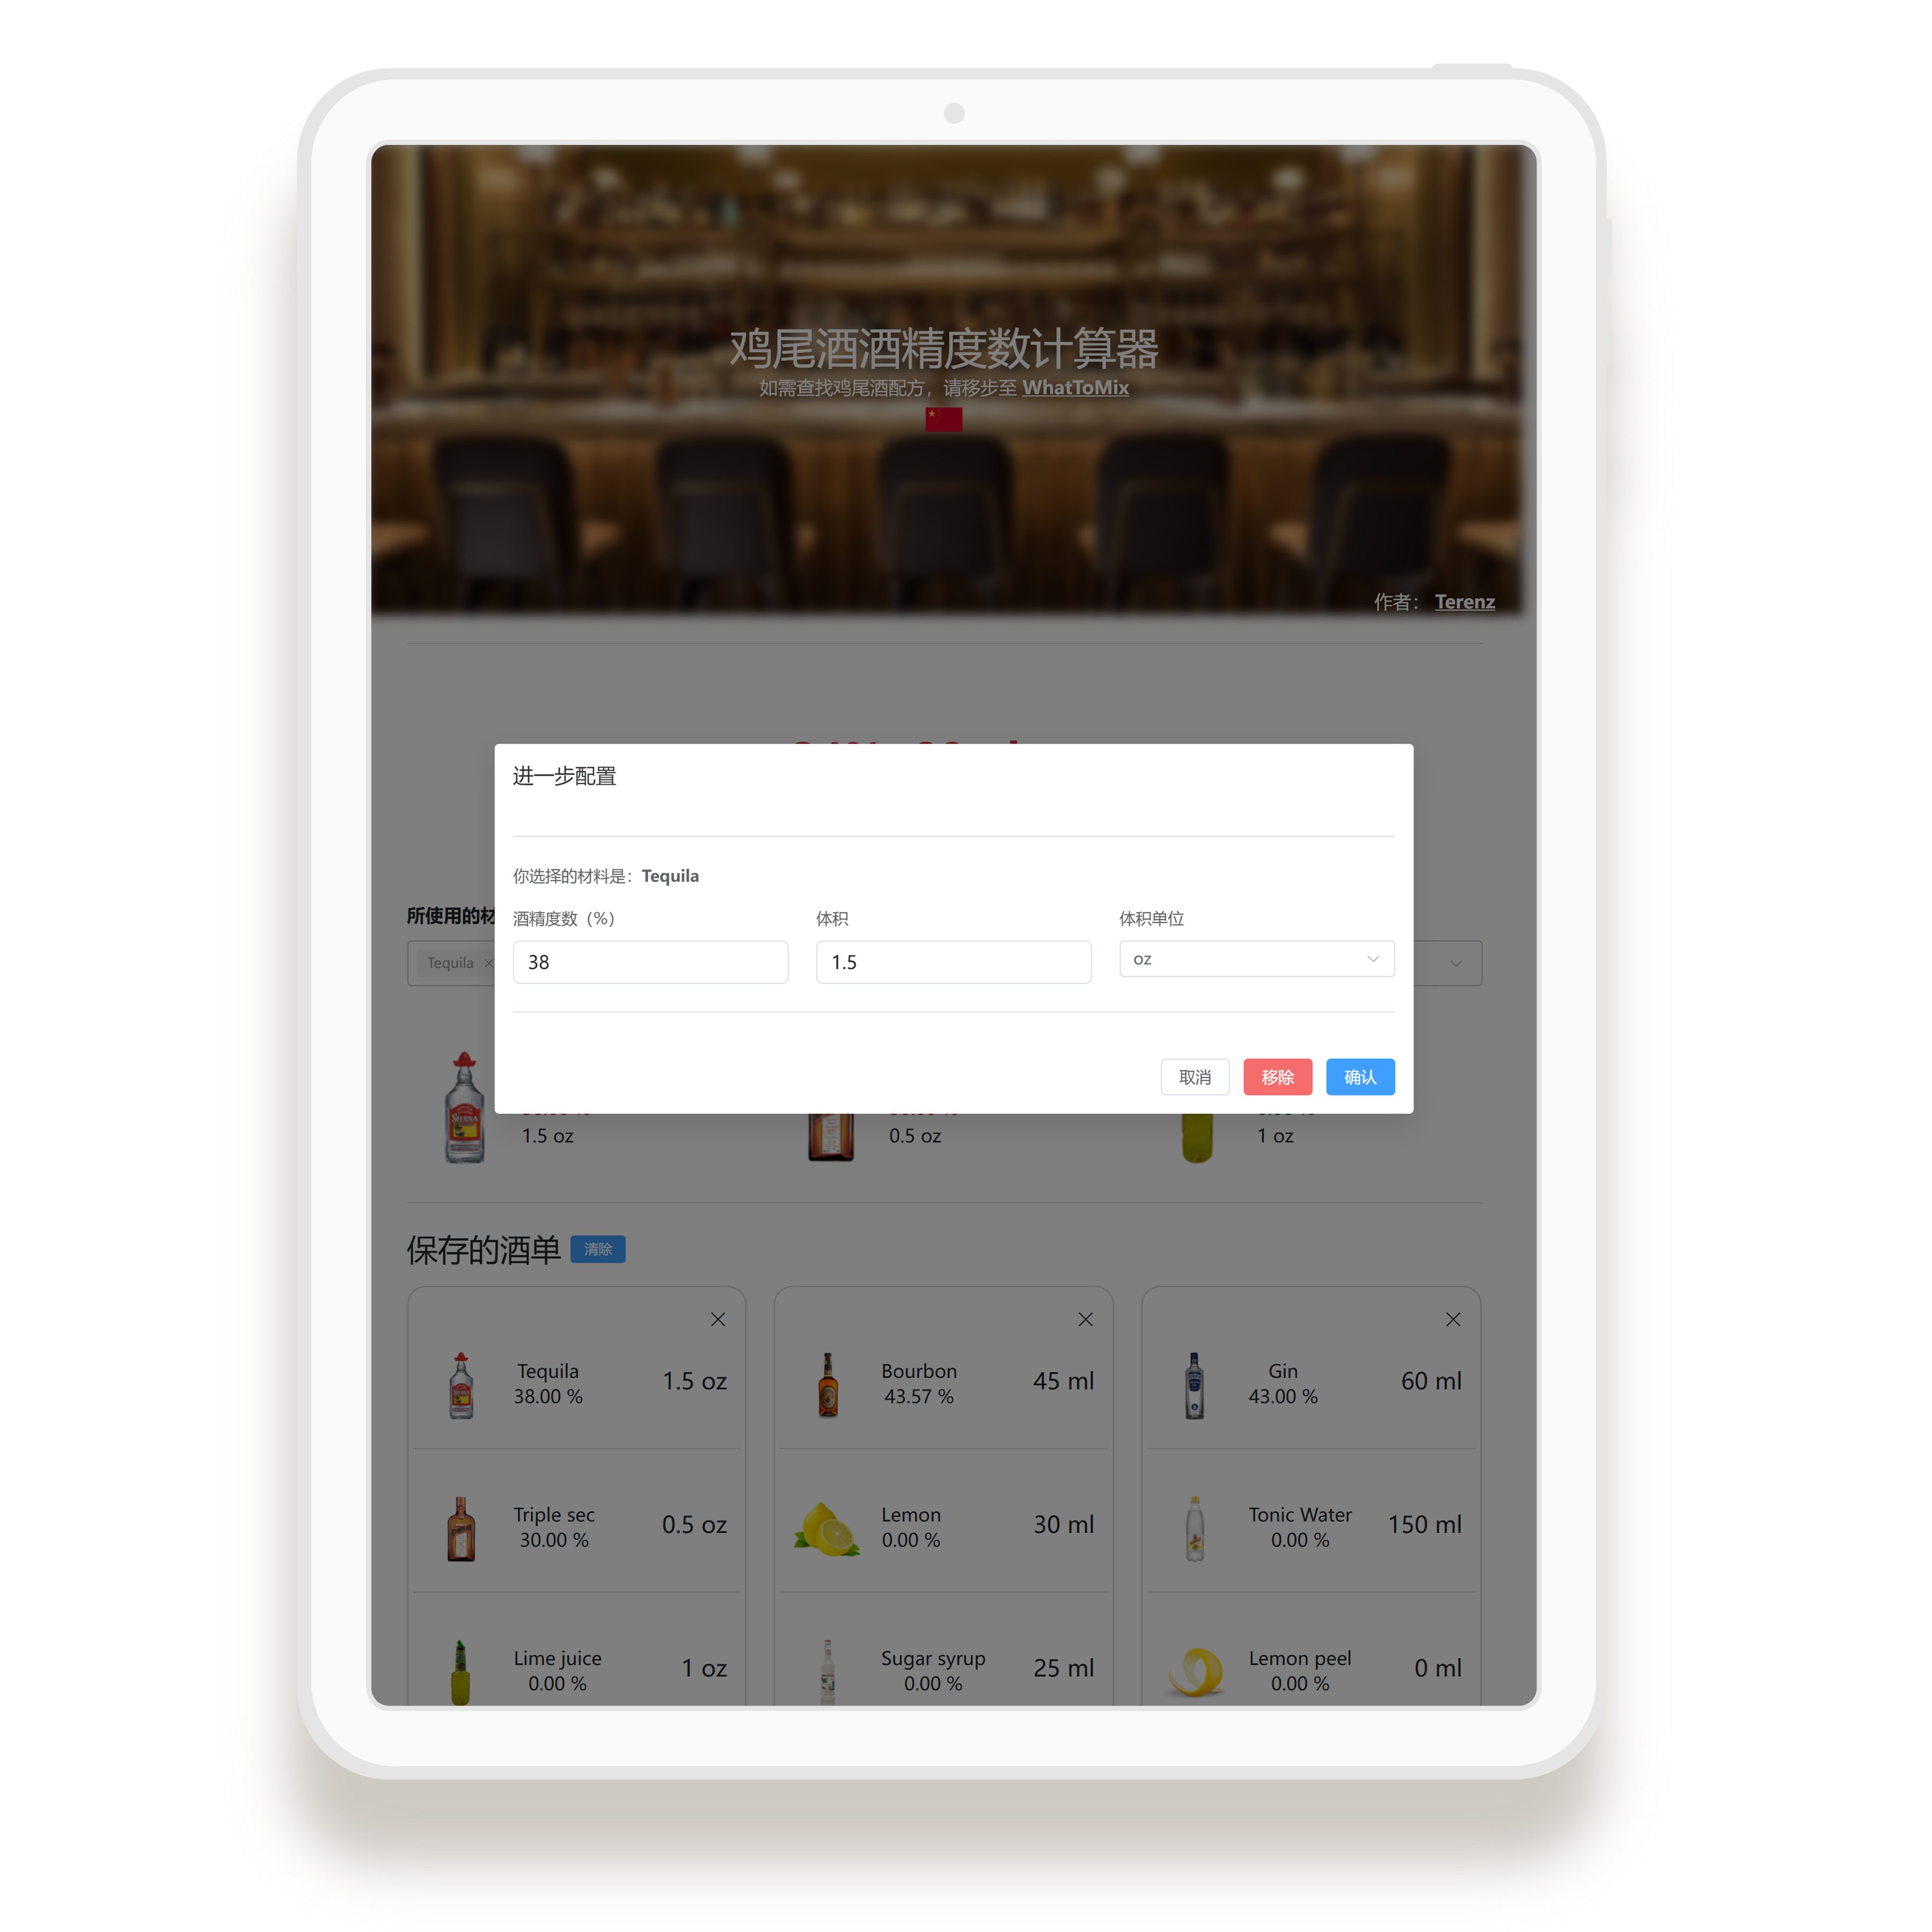 鸡尾酒酒精度数计算器
如需查找鸡尾酒配方，请移步至 WhatToMix
作者： Terenz
进一步配置
你选择的材料是：Tequila
酒精度数（%）
体积
体积单位
38
1.5
oz
取消
移除
确认
所使用的材
Tequila
1.5 oz
0.5 oz
1 oz
保存的酒单
清除
Tequila
38.00 %
1.5 oz
Bourbon
43.57 %
45 ml
Gin
43.00 %
60 ml
Triple sec
30.00 %
0.5 oz
Lemon
0.00 %
30 ml
Tonic Water
0.00 %
150 ml
Lime juice
0.00 %
1 oz
Sugar syrup
0.00 %
25 ml
Lemon peel
0.00 %
0 ml